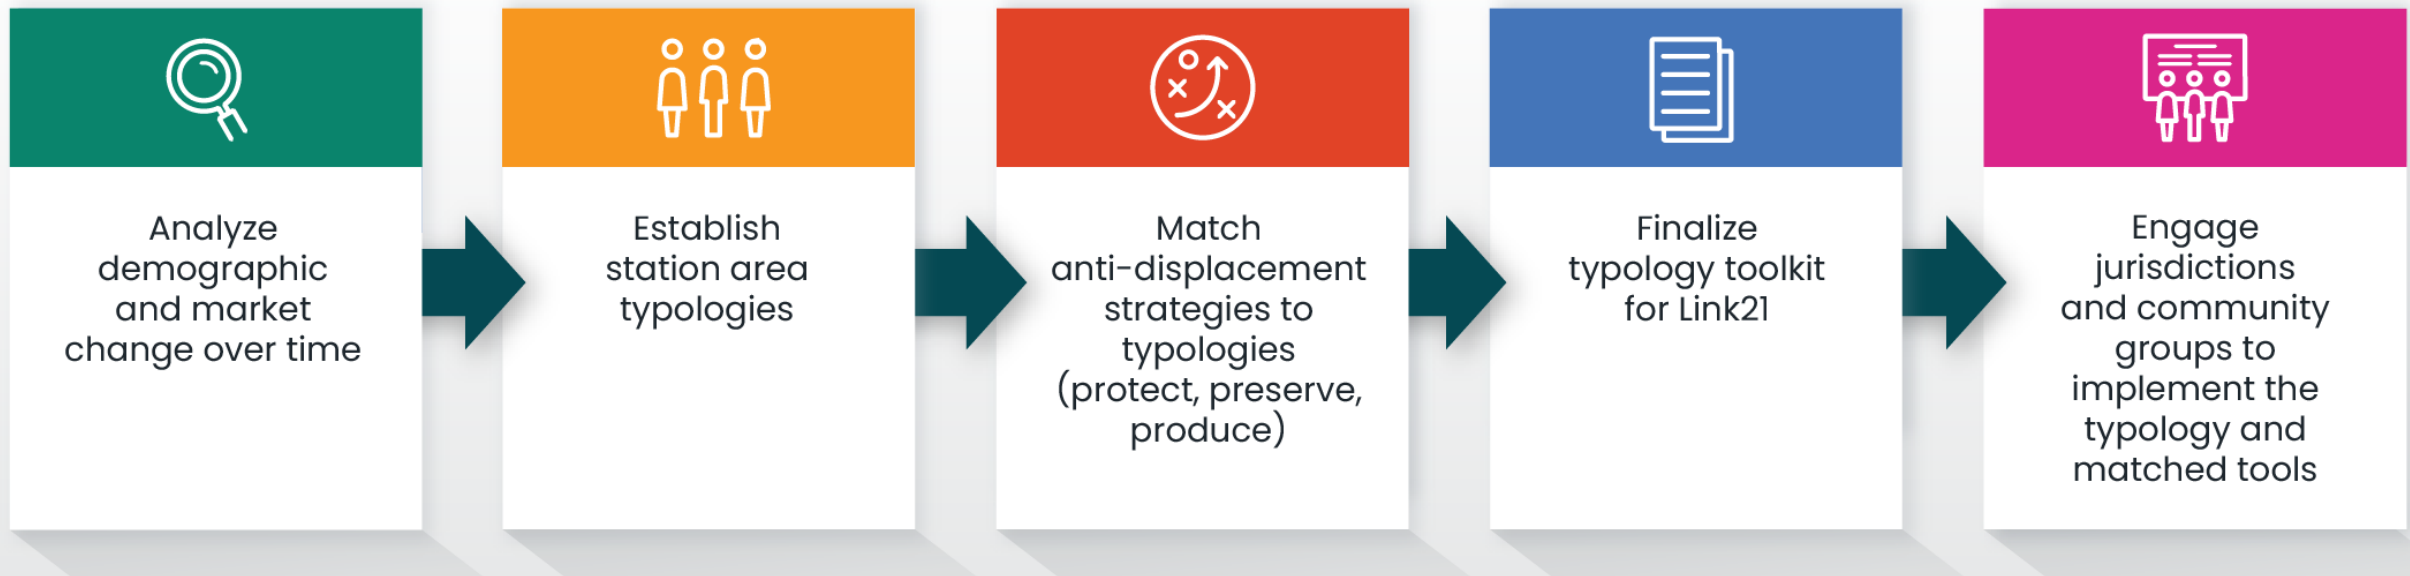 Analyze
demographic
and market
change over time
Establish
station area
typologies
Match
anti-displacement
strategies to
typologies
(protect, preserve,
produce)
Finalize
typology toolkit
for Link21
Engage
jurisdictions
and community
groups to
implement the
typology and
matched tools